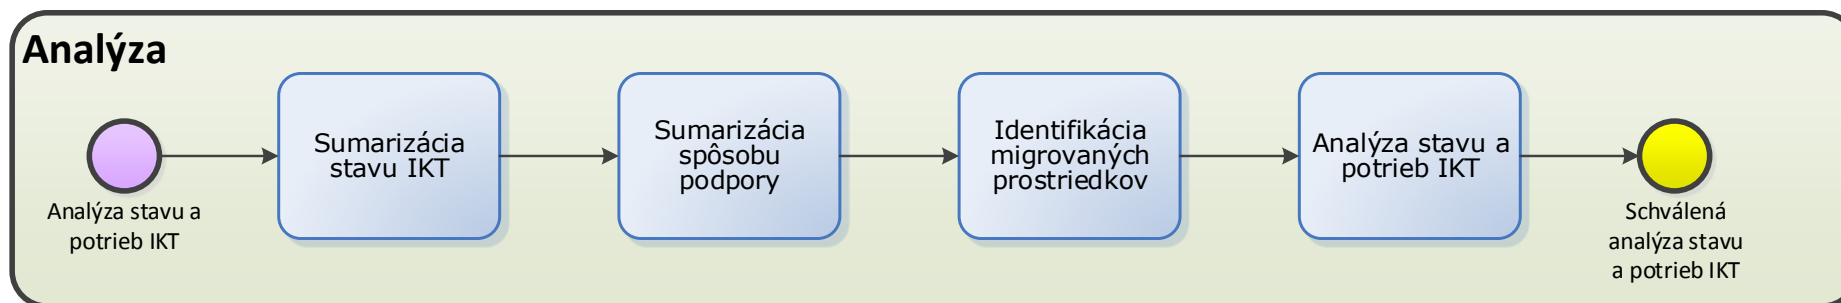 Analýza
Analýza stavu a
potrieb IKT
Sumarizácia
stavu IKT
Sumarizácia
spôsobu
podpory
Identifikácia
migrovaných
prostriedkov
Analýza stavu a
potrieb IKT
Schválená
analýza stavu
a potrieb IKT